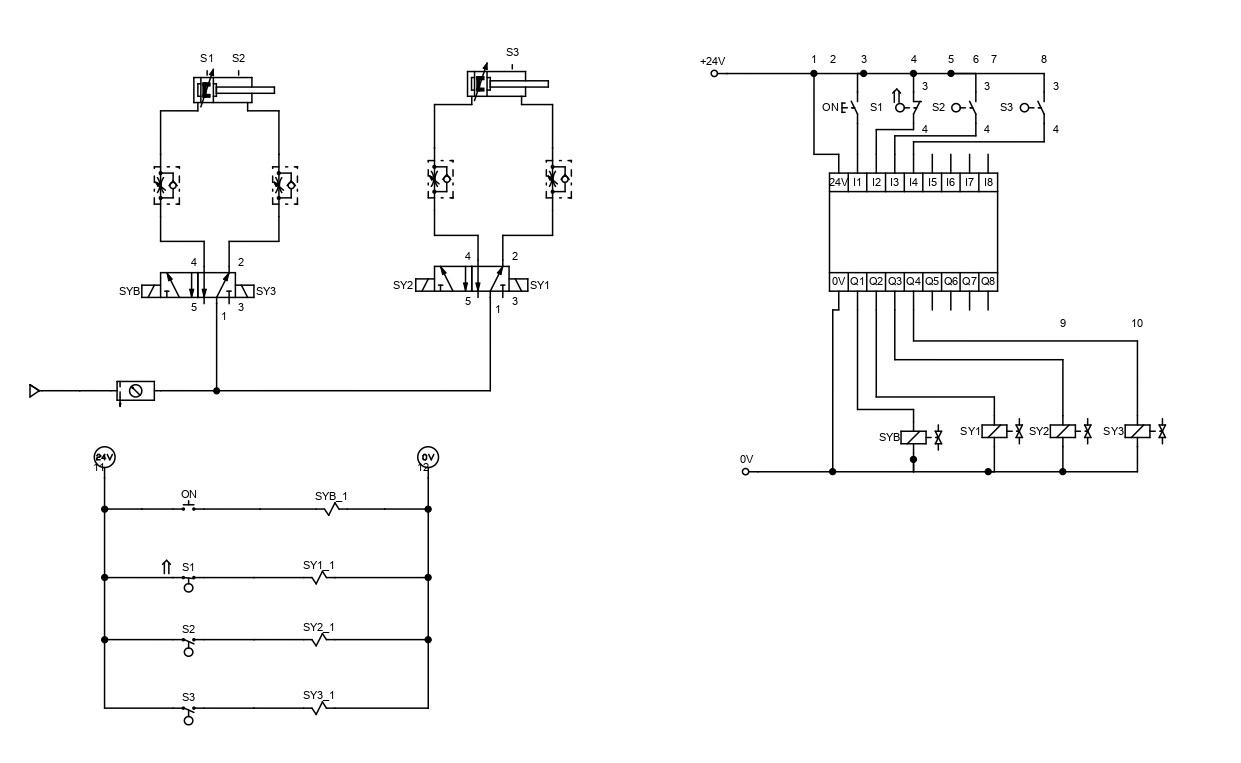 S1 S2
S3
4 2
SYB SY3
5 1 3
4 2
SY2 SY1
5 1 3
24V
11
0V
12
ON SYB_1
S1 SY1_1
S2 SY2_1
S3 SY3_1
+24V 1 2 3 4 5 6 7 8
3 3 3
ON S1 S2 S3
4 4 4
24V I1 I2 I3 I4 I5 I6 I7 I8
0V Q1 Q2 Q3 Q4 Q5 Q6 Q7 Q8
9 10
SYB SY1 SY2 SY3
0V